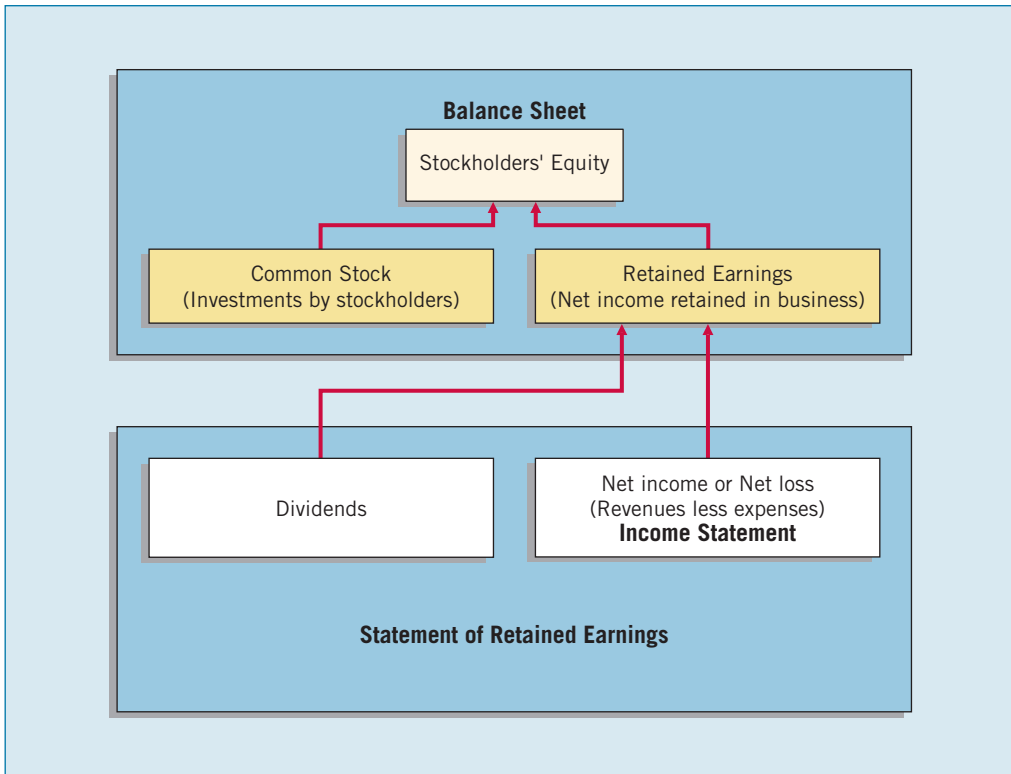 Balance Sheet
Stockholders' Equity
Common Stock
(Investments by stockholders)
Retained Earnings
(Net income retained in business)
Dividends
Net income or Net loss
(Revenues less expenses)
Income Statement
Statement of Retained Earnings